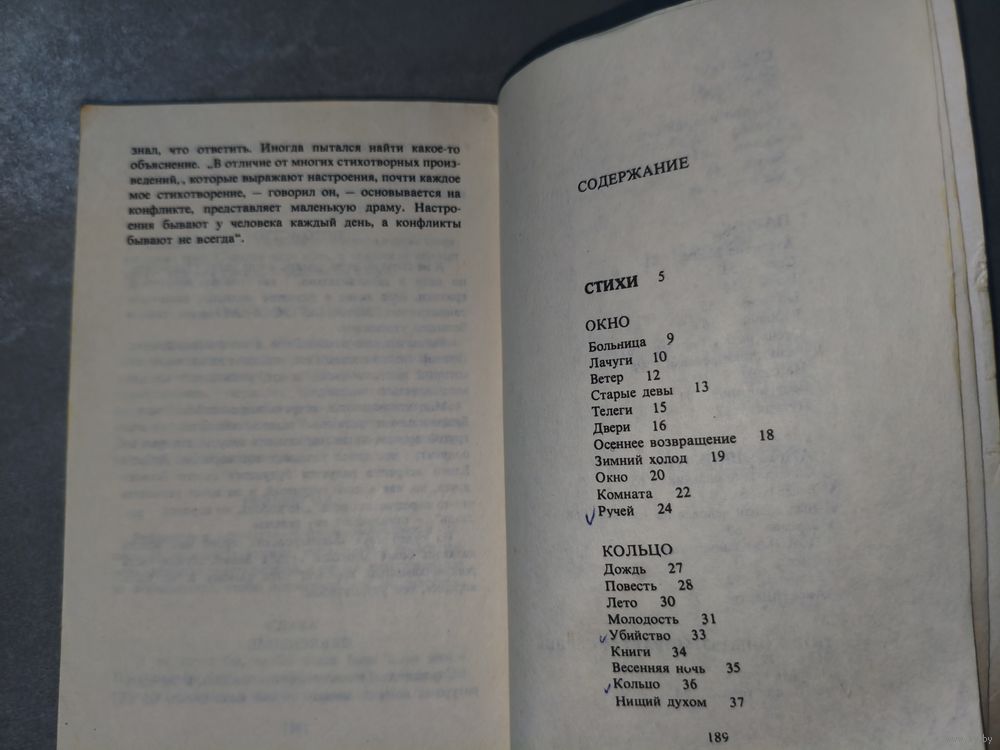 знал, что ответить. Иногда пытался найти какое-то
объяснение. „В отличие от многих стихотворных произ-
ведений,, которые выражают настроения, почти каждое
мое стихотворение, — говорил он, — основывается на
конфликте, представляет маленькую драму. Настро-
ения бывают у человека каждый день, а конфликты
бывают не всегда“.
СОДЕРЖАНИЕ
СТИХИ 5
ОКНО
Больница 9
Лачуги 10
Ветер 12
Старые девы 13
Телеги 15
Двери 16
Осеннее возвращение 18
Зимний холод 19
Окно 20
Комната 22
Ручей 24
КОЛЬЦО
Дождь 27
Повесть 28
Лето 30
Молодость 31
Убийство 33
Книги 34
Весенняя ночь 35
Кольцо 36
Нищий духом 37
189